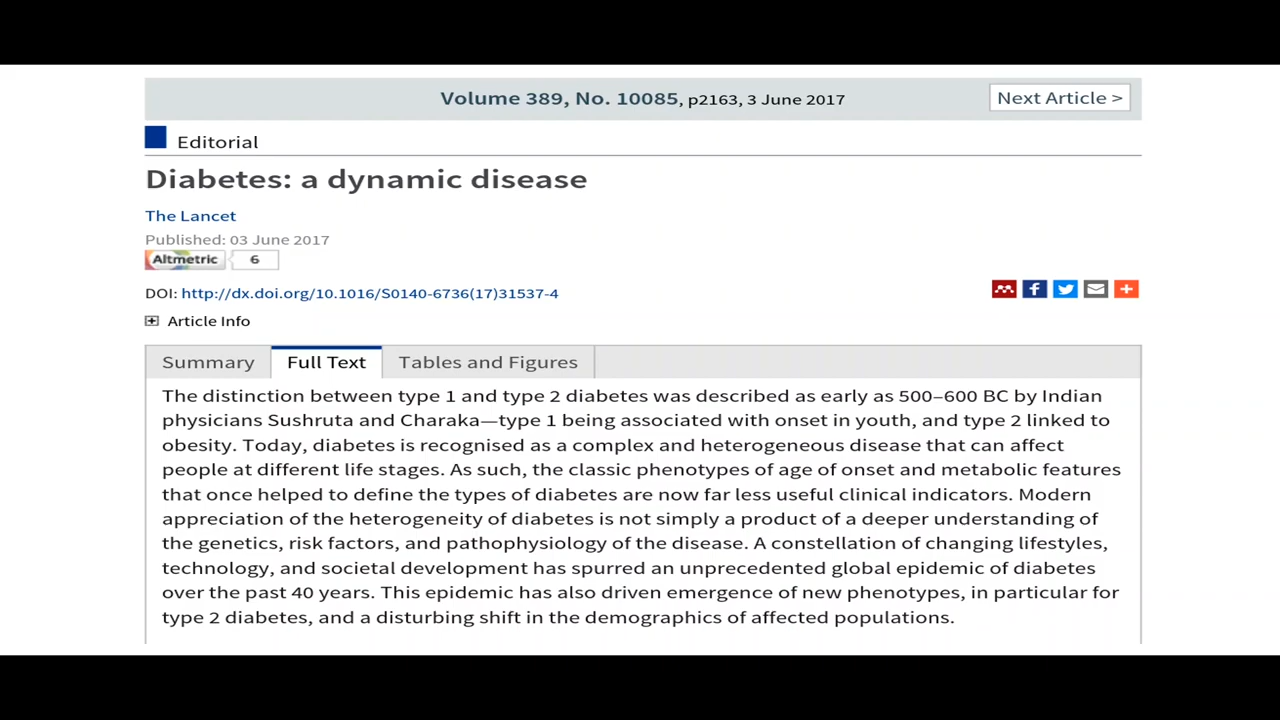 Volume 389, No. 10085, p2163, 3 June 2017
Next Article >
Editorial
Diabetes: a dynamic disease
The Lancet
Published: 03 June 2017
Altmetric 6
DOI: http://dx.doi.org/10.1016/S0140-6736(17)31537-4
Article Info
Summary Full Text Tables and Figures
The distinction between type 1 and type 2 diabetes was described as early as 500–600 BC by Indian
physicians Sushruta and Charaka—type 1 being associated with onset in youth, and type 2 linked to
obesity. Today, diabetes is recognised as a complex and heterogeneous disease that can affect
people at different life stages. As such, the classic phenotypes of age of onset and metabolic features
that once helped to define the types of diabetes are now far less useful clinical indicators. Modern
appreciation of the heterogeneity of diabetes is not simply a product of a deeper understanding of
the genetics, risk factors, and pathophysiology of the disease. A constellation of changing lifestyles,
technology, and societal development has spurred an unprecedented global epidemic of diabetes
over the past 40 years. This epidemic has also driven emergence of new phenotypes, in particular for
type 2 diabetes, and a disturbing shift in the demographics of affected populations.